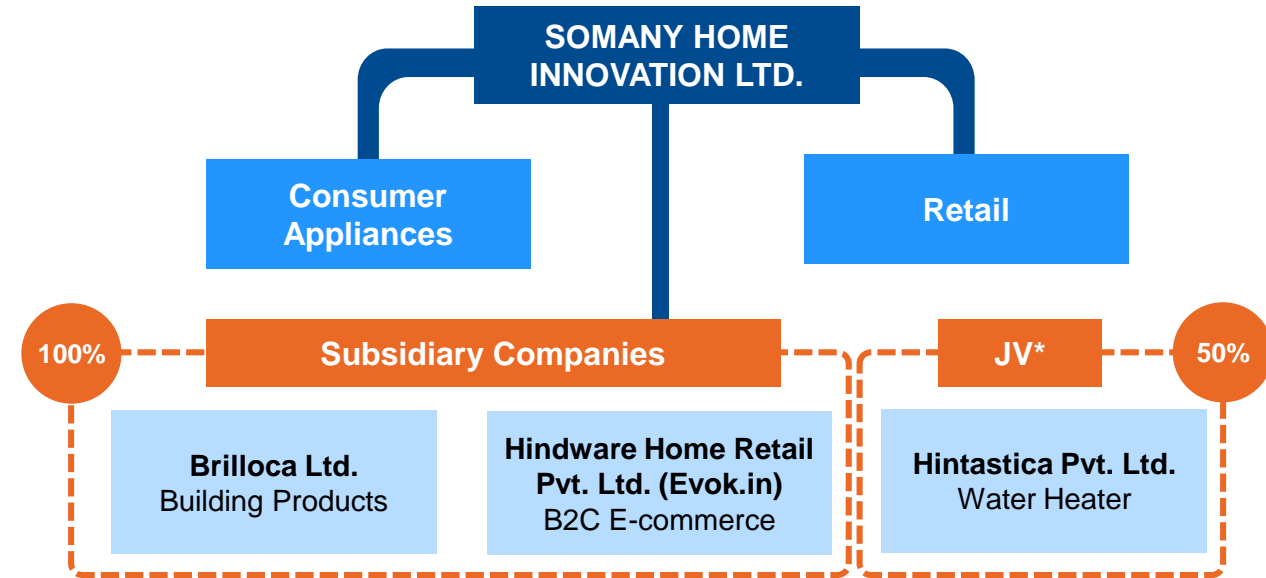 SOMANY HOME
INNOVATION LTD.
Consumer
Appliances
Retail
100%
Subsidiary Companies
JV*
50%
Brilloca Ltd.
Building Products
Hindware Home Retail
Pvt. Ltd. (Evok.in)
B2C E-commerce
Hintastica Pvt. Ltd.
Water Heater